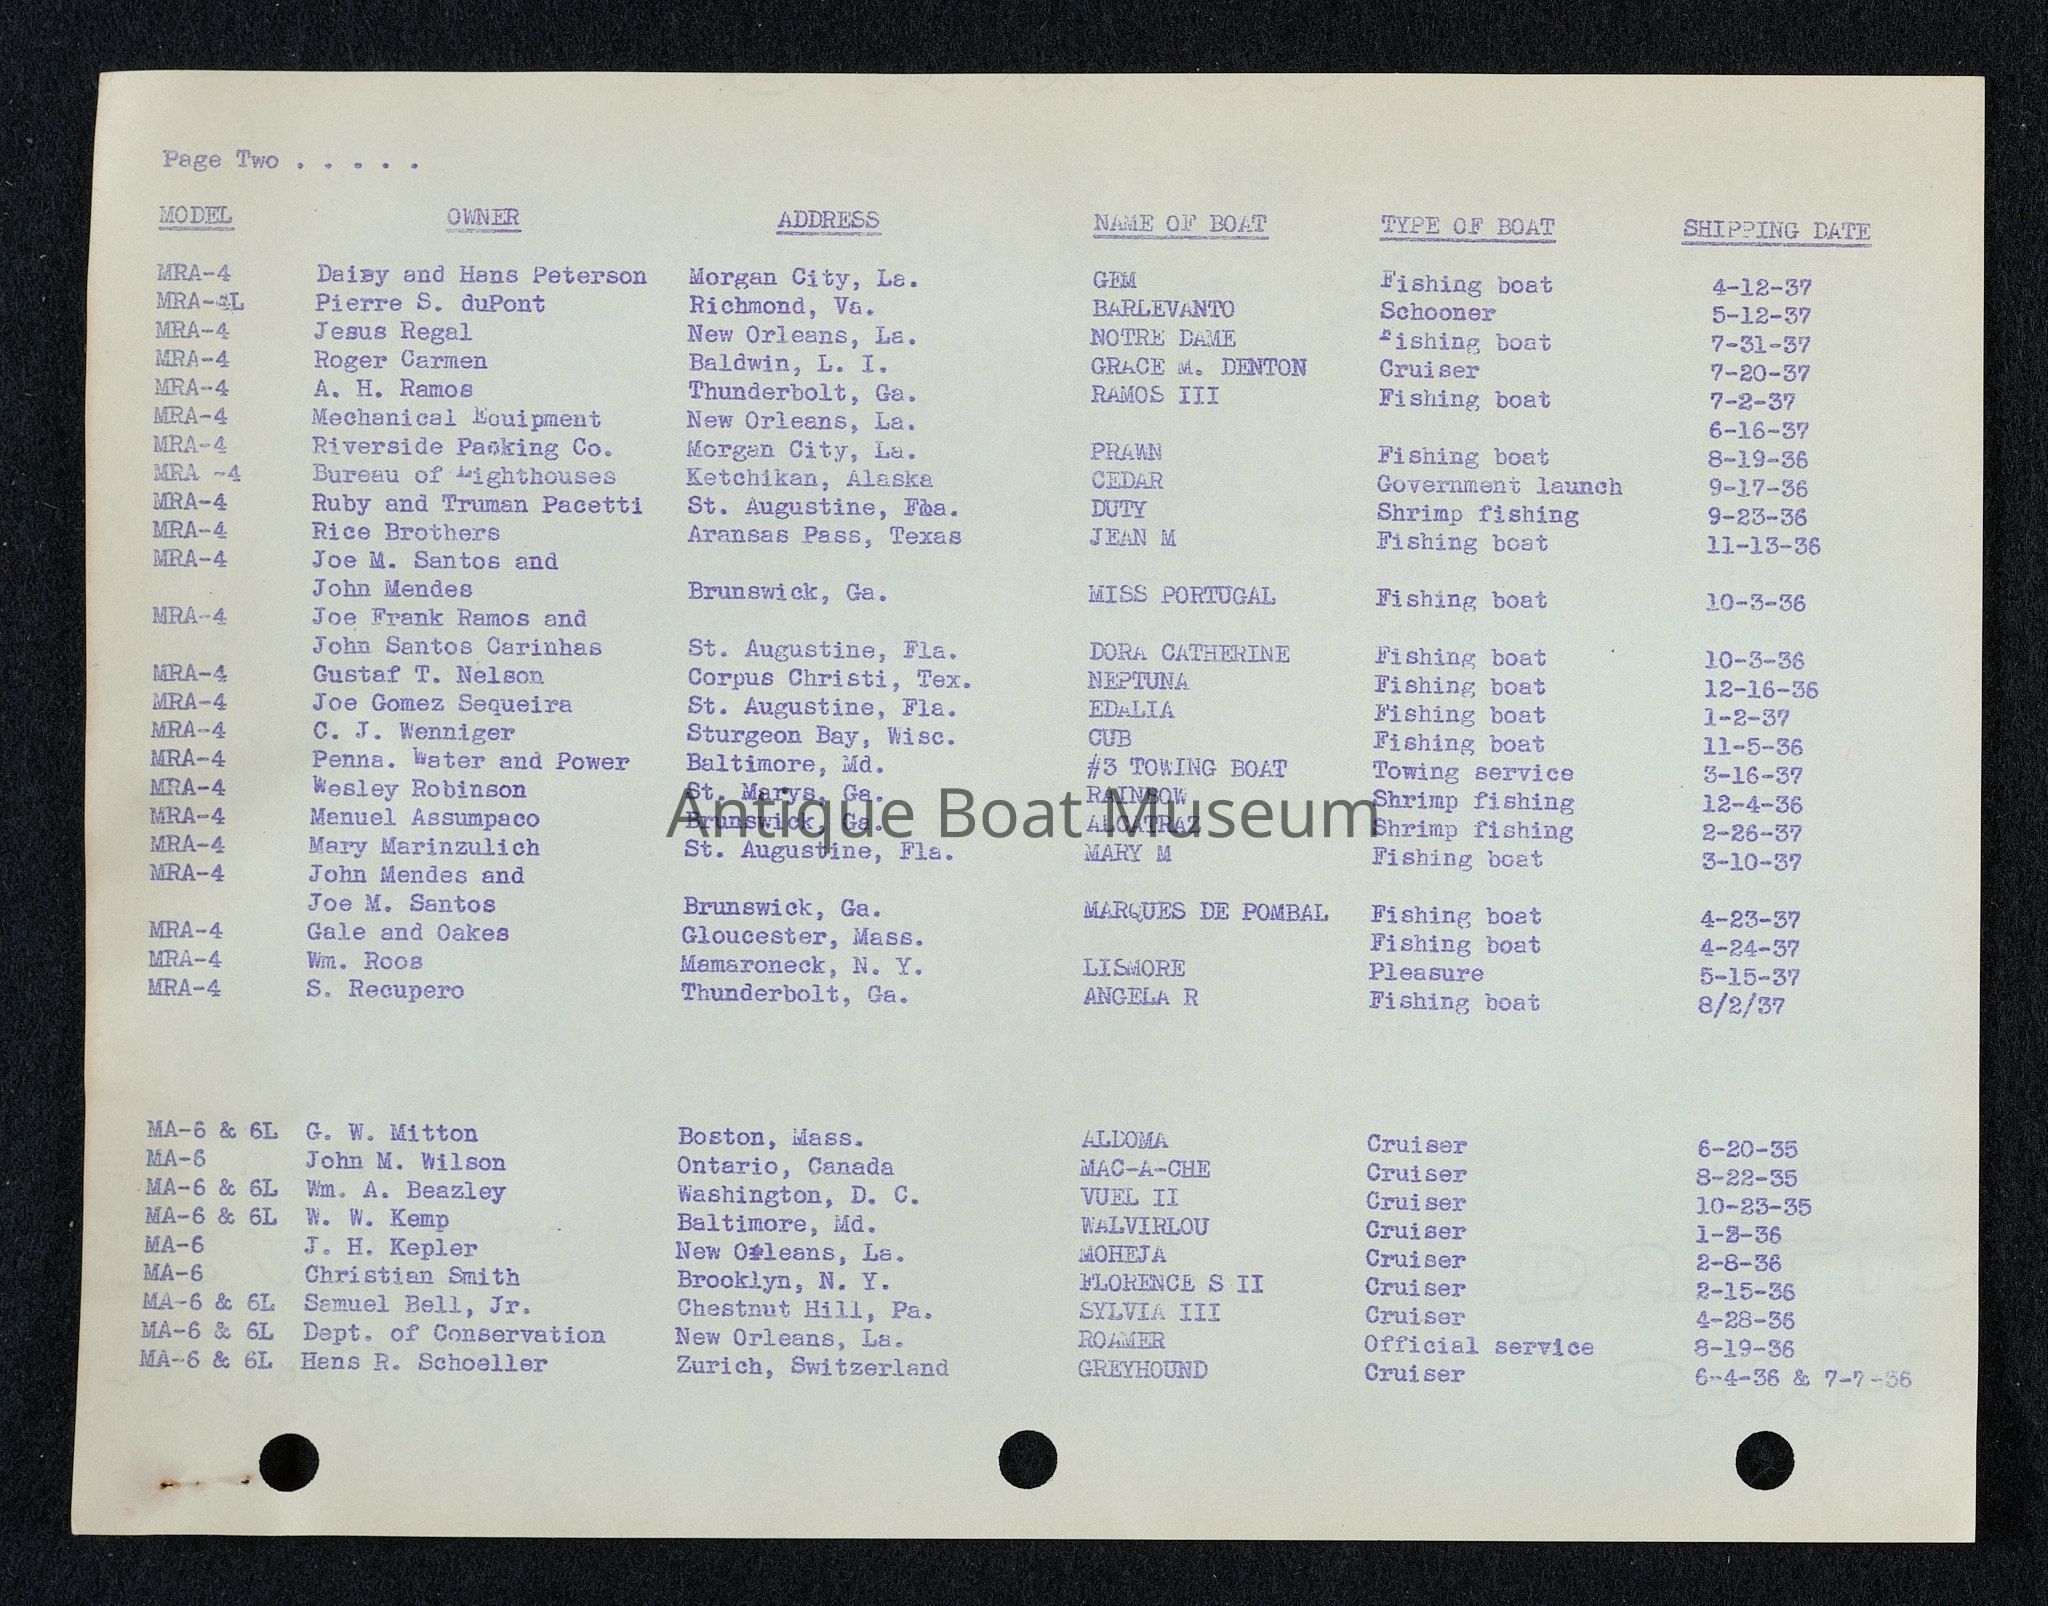 Page Two . . . . .
MODEL OWNER ADDRESS NAME OF BOAT TYPE OF BOAT SHIPPING DATE
MRA-4 Daisy and Hans Peterson Morgan City, La. GEM Fishing boat 4-12-37
MRA-4L Pierre S. duPont Richmond, Va. BARLEVANTO Schooner 5-12-37
MRA-4 Jesus Regal New Orleans, La. NOTRE DAME Fishing boat 7-31-37
MRA-4 Roger Carmen Baldwin, L. I. GRACE M. DENTON Cruiser 7-20-37
MRA-4 A. H. Ramos Thunderbolt, Ga. RAMOS III Fishing boat 7-2-37
MRA-4 Mechanical Equipment New Orleans, La. 6-16-37
MRA-4 Riverside Packing Co. Morgan City, La. PRAWN Fishing boat 8-19-36
MRA -4 Bureau of Lighthouses Ketchikan, Alaska CEDAR Government launch 9-17-36
MRA-4 Ruby and Truman Pacetti St. Augustine, Fla. DUTY Shrimp fishing 9-23-36
MRA-4 Rice Brothers Aransas Pass, Texas JEAN M Fishing boat 11-13-36
MRA-4 Joe M. Santos and
John Mendes Brunswick, Ga. MISS PORTUGAL Fishing boat 10-3-36
MRA-4 Joe Frank Ramos and
John Santos Carinhas St. Augustine, Fla. DORA CATHERINE Fishing boat 10-3-36
MRA-4 Gustaf T. Nelson Corpus Christi, Tex. NEPTUNA Fishing boat 12-16-36
MRA-4 Joe Gomez Sequeira St. Augustine, Fla. EDALIA Fishing boat 1-2-37
MRA-4 C. J. Wenniger Sturgeon Bay, Wisc. CUB Fishing boat 11-5-36
MRA-4 Penna. Water and Power Baltimore, Md. #3 TOWING BOAT Towing service 3-16-37
MRA-4 Wesley Robinson St. Marys, Ga. RAINBOW Shrimp fishing 12-4-36
MRA-4 Manuel Assumpaco Brunswick, Ga. ALCATRAZ Shrimp fishing 2-26-37
Antique Boat Museum
MRA-4 Mary Marinzulich St. Augustine, Fla. MARY M Fishing boat 3-10-37
MRA-4 John Mendes and
Joe M. Santos Brunswick, Ga. MARQUES DE POMBAL Fishing boat 4-23-37
MRA-4 Gale and Oakes Gloucester, Mass. Fishing boat 4-24-37
MRA-4 Wm. Roos Mamaroneck, N. Y. LISMORE Pleasure 5-15-37
MRA-4 S. Recupero Thunderbolt, Ga. ANGELA R Fishing boat 8/2/37
MA-6 & 6L G. W. Mitton Boston, Mass. ALDOMA Cruiser 6-20-35
MA-6 John M. Wilson Ontario, Canada MAC-A-CHE Cruiser 8-22-35
MA-6 & 6L Wm. A. Beazley Washington, D. C. VUEL II Cruiser 10-23-35
MA-6 & 6L W. W. Kemp Baltimore, Md. WALVIRLOU Cruiser 1-2-36
MA-6 J. H. Kepler New Orleans, La. MOHEJA Cruiser 2-8-36
MA-6 Christian Smith Brooklyn, N. Y. FLORENCE S II Cruiser 2-15-36
MA-6 & 6L Samuel Bell, Jr. Chestnut Hill, Pa. SYLVIA III Cruiser 4-28-36
MA-6 & 6L Dept. of Conservation New Orleans, La. ROAMER Official service 8-19-36
MA-6 & 6L Hans R. Schoeller Zurich, Switzerland GREYHOUND Cruiser 6-4-36 & 7-7-36